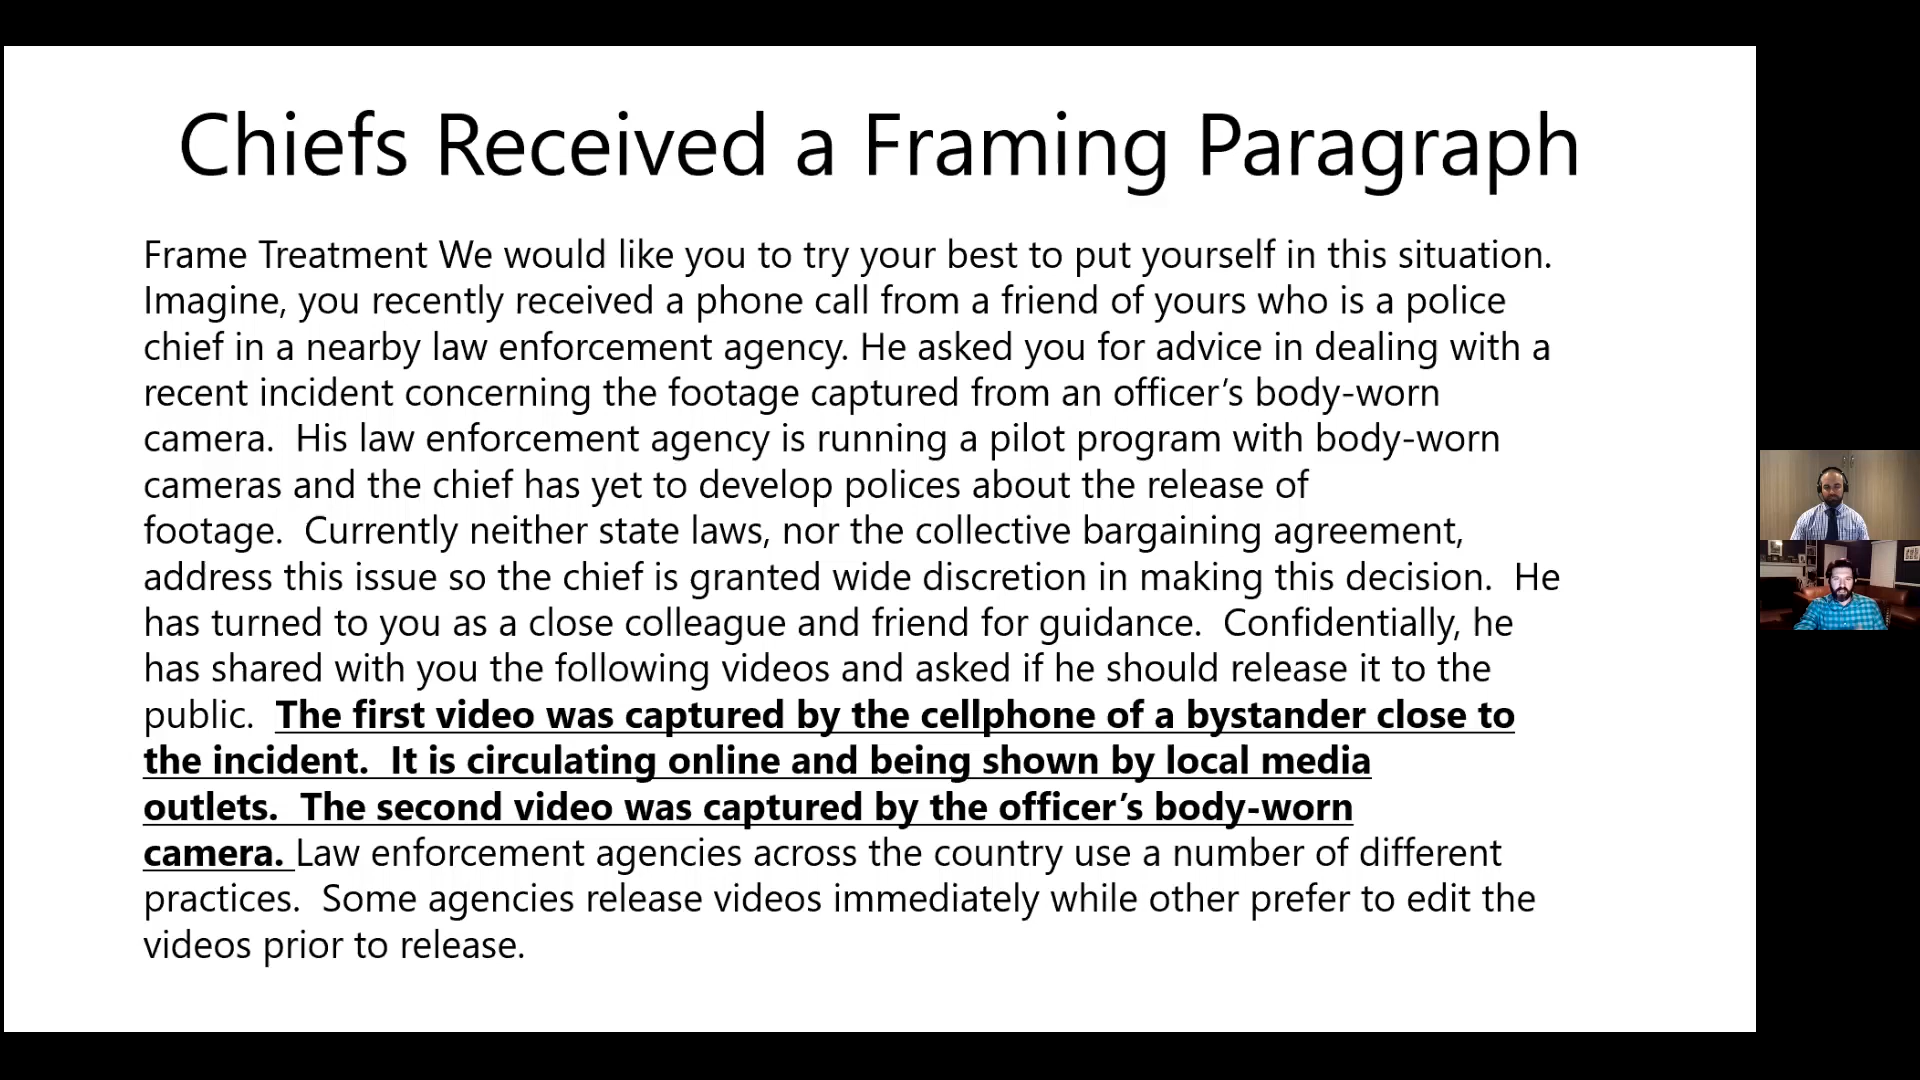 Chiefs Received a Framing Paragraph
Frame Treatment We would like you to try your best to put yourself in this situation.
Imagine, you recently received a phone call from a friend of yours who is a police
chief in a nearby law enforcement agency. He asked you for advice in dealing with a
recent incident concerning the footage captured from an officer’s body-worn
camera.  His law enforcement agency is running a pilot program with body-worn
cameras and the chief has yet to develop polices about the release of
footage.  Currently neither state laws, nor the collective bargaining agreement,
address this issue so the chief is granted wide discretion in making this decision.  He
has turned to you as a close colleague and friend for guidance.  Confidentially, he
has shared with you the following videos and asked if he should release it to the
public.  The first video was captured by the cellphone of a bystander close to
the incident.  It is circulating online and being shown by local media
outlets.  The second video was captured by the officer’s body-worn
camera. Law enforcement agencies across the country use a number of different
practices.  Some agencies release videos immediately while other prefer to edit the
videos prior to release.